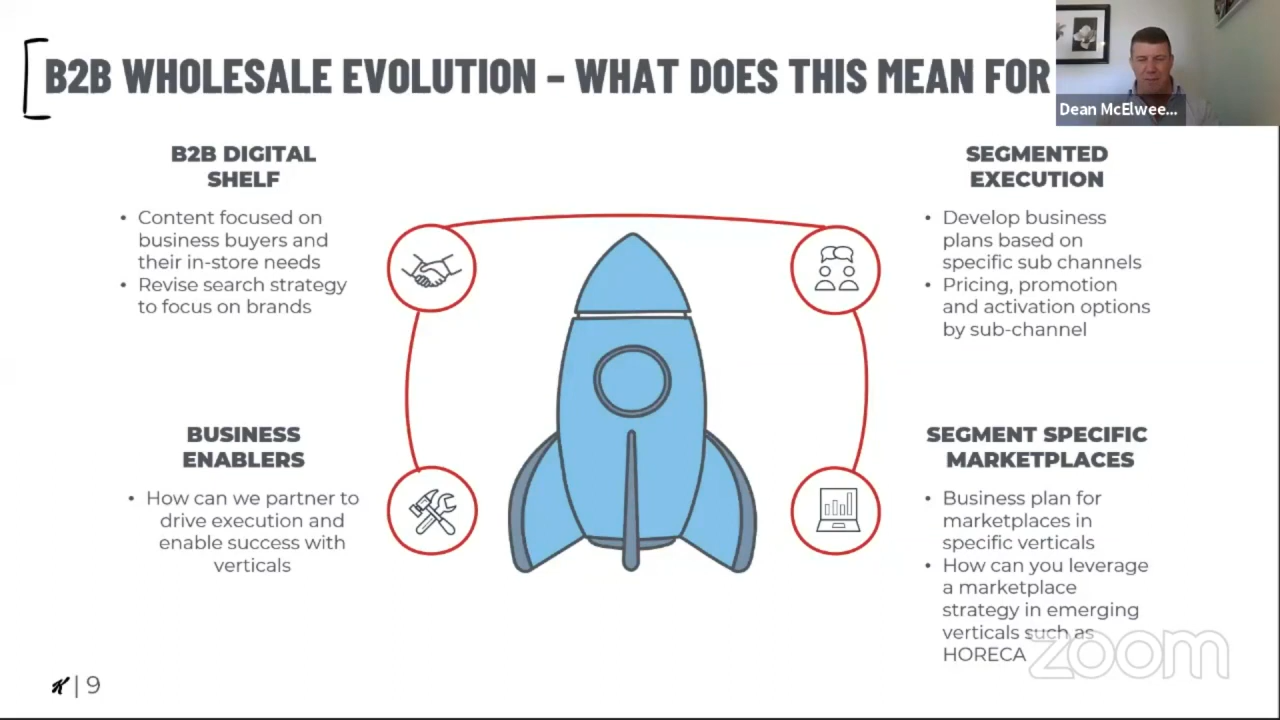 B2B WHOLESALE EVOLUTION – WHAT DOES THIS MEAN FOR
Dean McElwee...
B2B DIGITAL
SHELF
• Content focused on
business buyers and
their in-store needs
• Revise search strategy
to focus on brands
SEGMENTED
EXECUTION
• Develop business
plans based on
specific sub channels
• Pricing, promotion
and activation options
by sub-channel
BUSINESS
ENABLERS
• How can we partner to
drive execution and
enable success with
verticals
SEGMENT SPECIFIC
MARKETPLACES
• Business plan for
marketplaces in
specific verticals
• How can you leverage
a marketplace
strategy in emerging
verticals such as
HORECA
zoom
K | 9